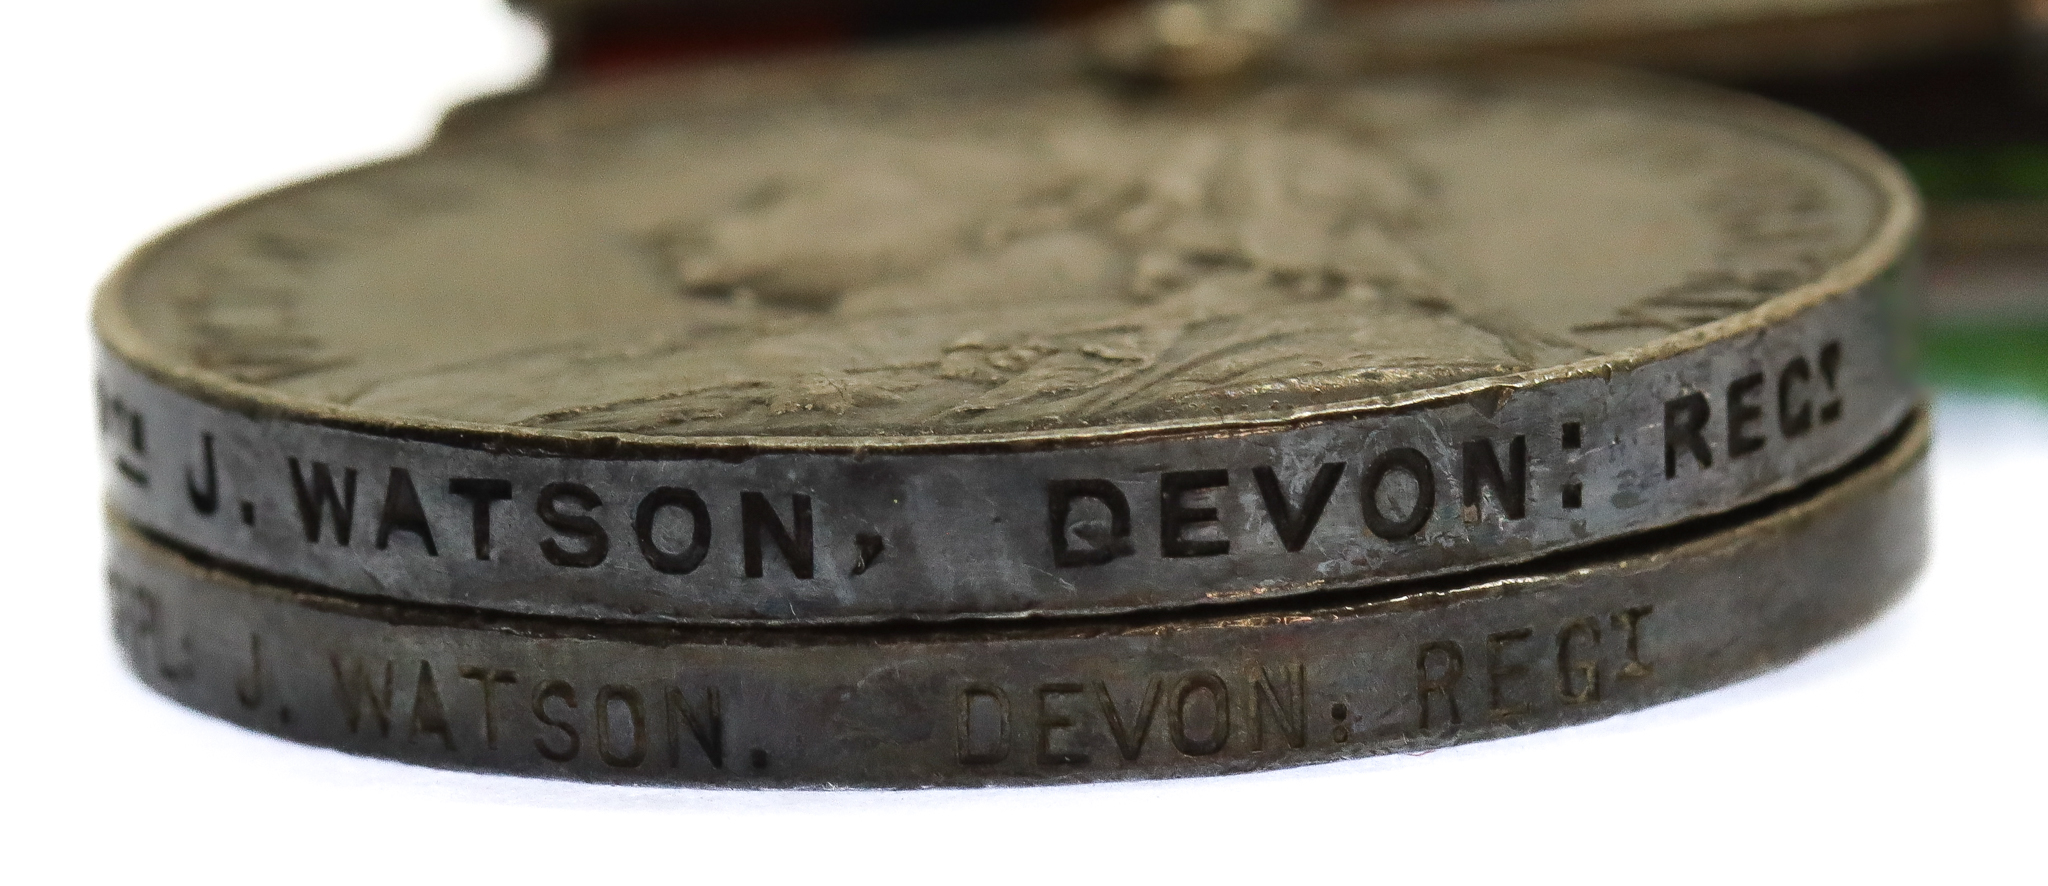 J. WATSON, DEVON: REGT
J. WATSON. DEVON: REGT